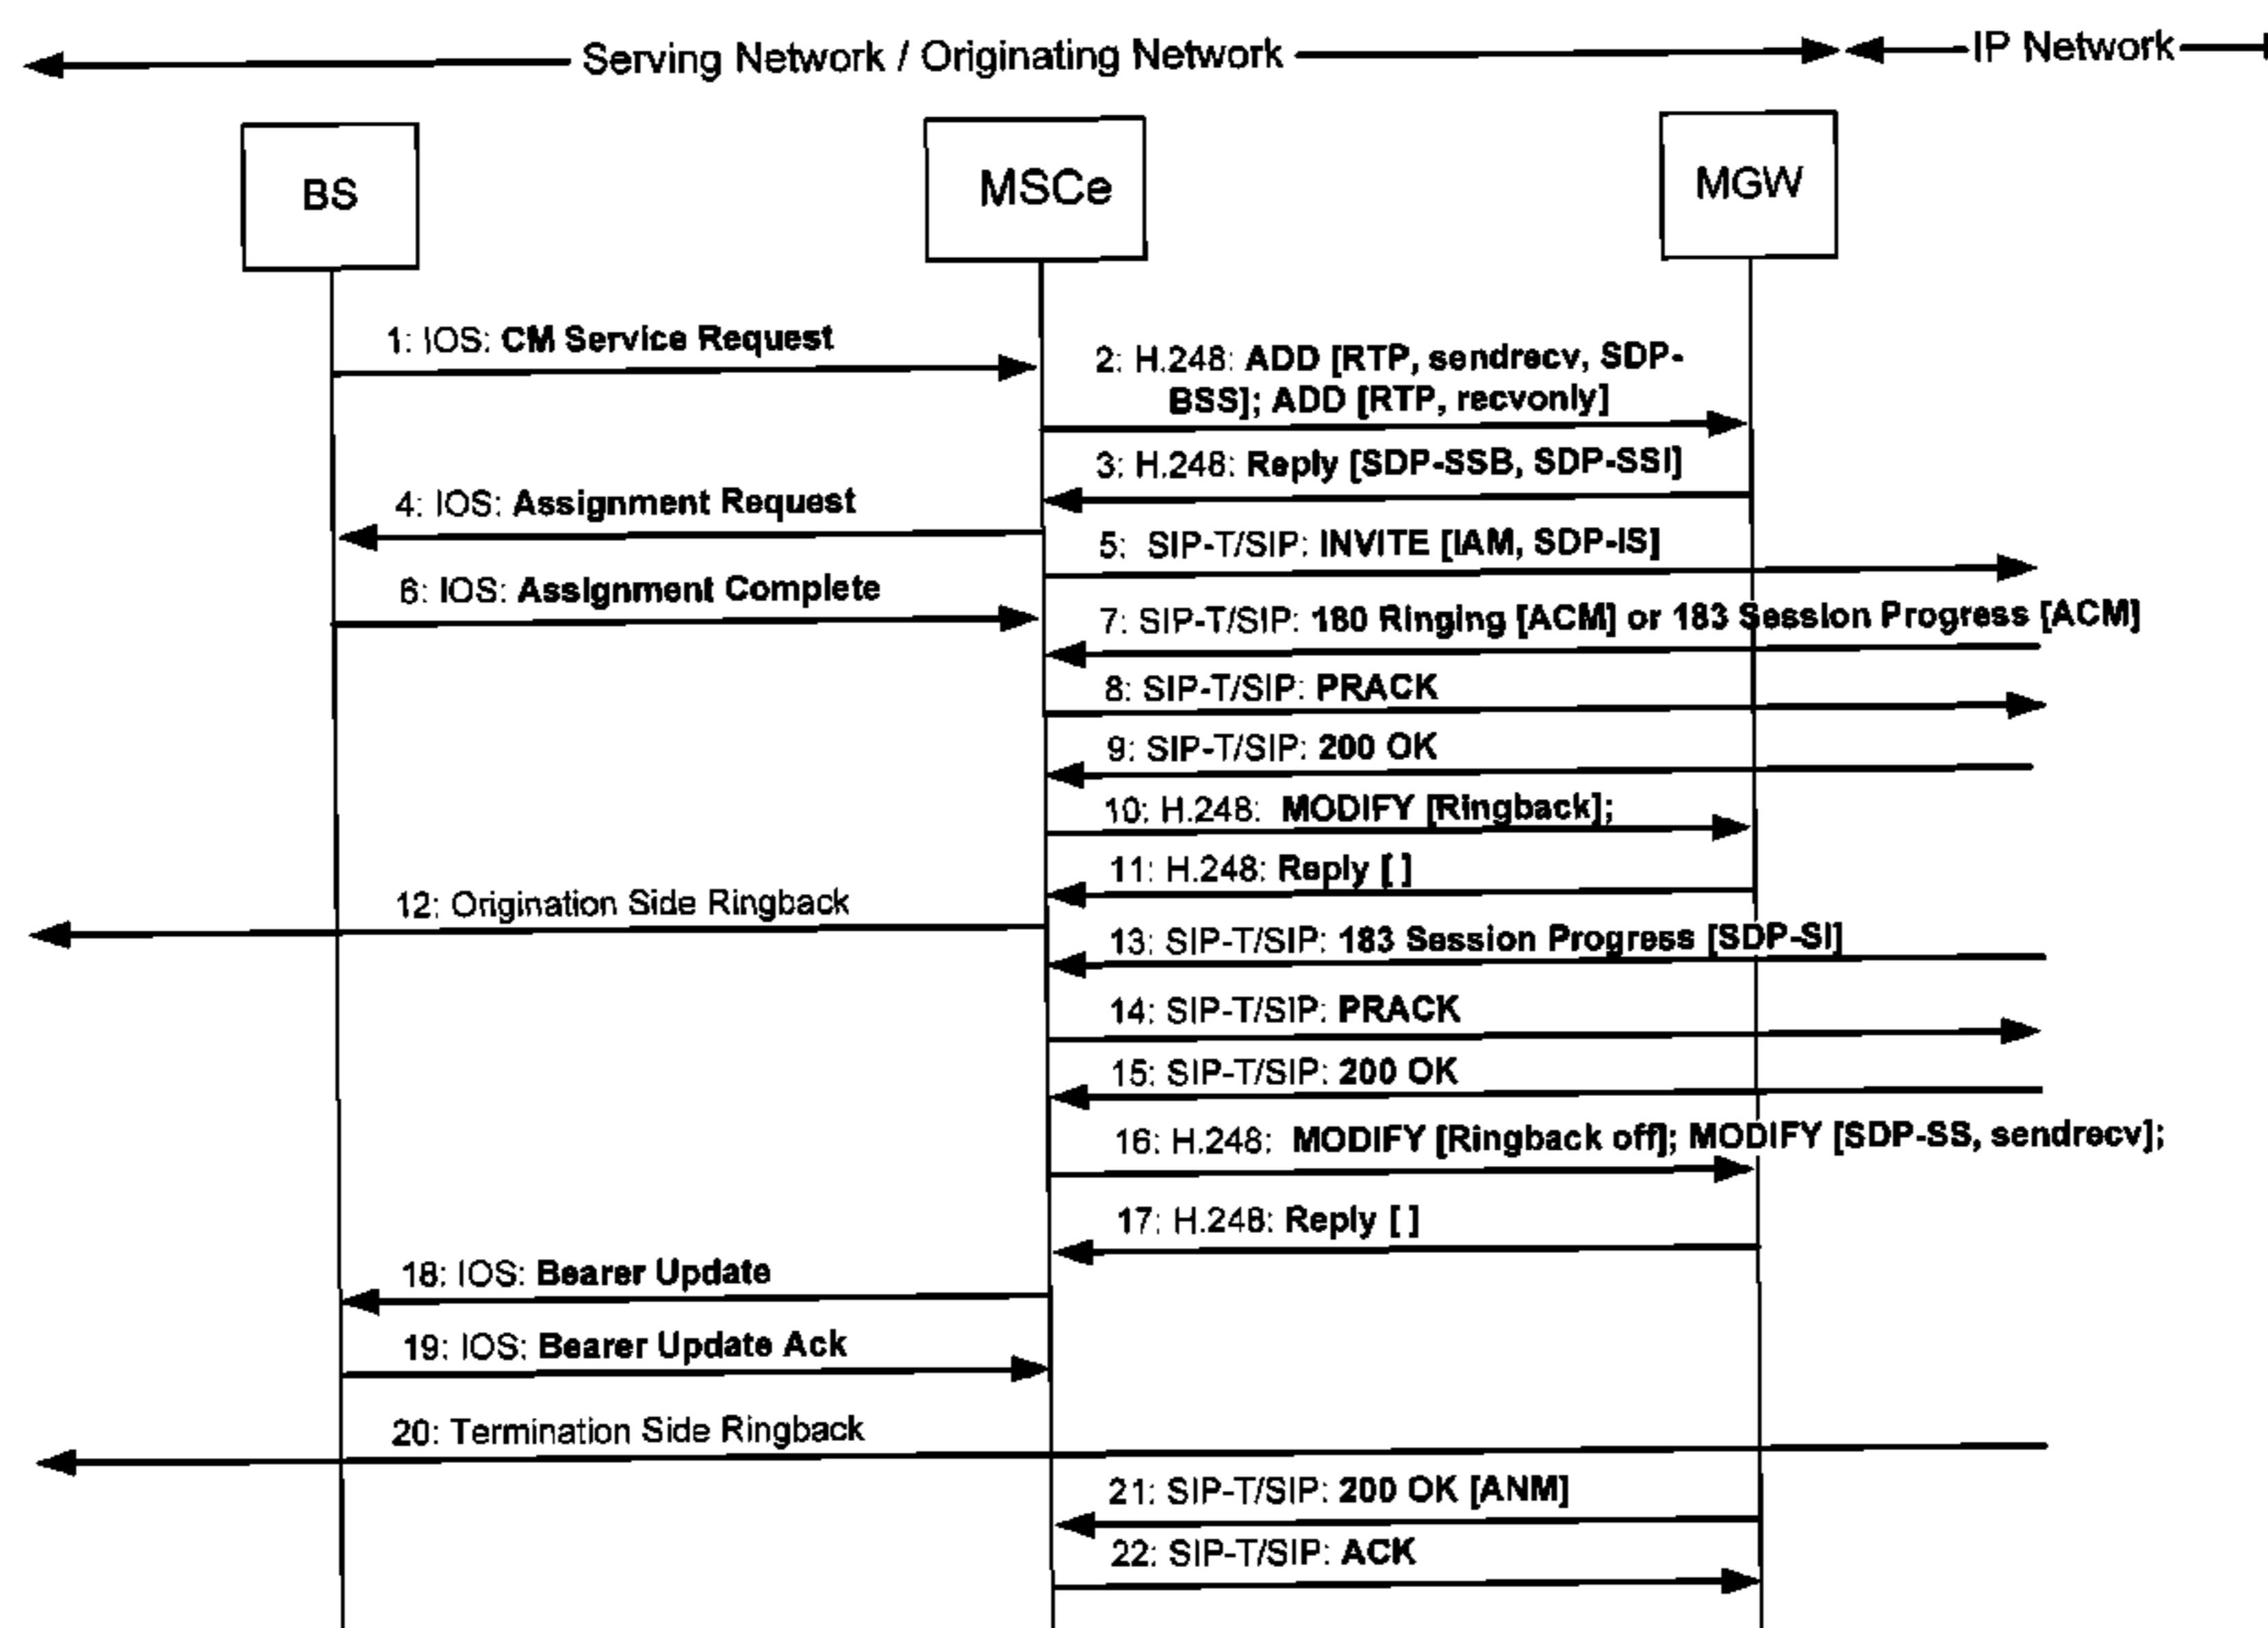 Serving Network / Originating Network
IP Network
BS
MSCe
MGW
1: IOS: CM Service Request
2: H.248: ADD [RTP, sendrecv, SDP-
BSS]; ADD [RTP, recvonly]
3: H.248: Reply [SDP-SSB, SDP-SSI]
4: IOS: Assignment Request
5: SIP-T/SIP: INVITE [IAM, SDP-IS]
6: IOS: Assignment Complete
7: SIP-T/SIP: 180 Ringing [ACM] or 183 Session Progress [ACM]
8: SIP-T/SIP: PRACK
9: SIP-T/SIP: 200 OK
10: H.248: MODIFY [Ringback];
11: H.248: Reply [ ]
12: Origination Side Ringback
13: SIP-T/SIP: 183 Session Progress [SDP-SI]
14: SIP-T/SIP: PRACK
15: SIP-T/SIP: 200 OK
16: H.248: MODIFY [Ringback off]; MODIFY [SDP-SS, sendrecv];
17: H.248: Reply [ ]
18: IOS: Bearer Update
19: IOS: Bearer Update Ack
20: Termination Side Ringback
21: SIP-T/SIP: 200 OK [ANM]
22: SIP-T/SIP: ACK